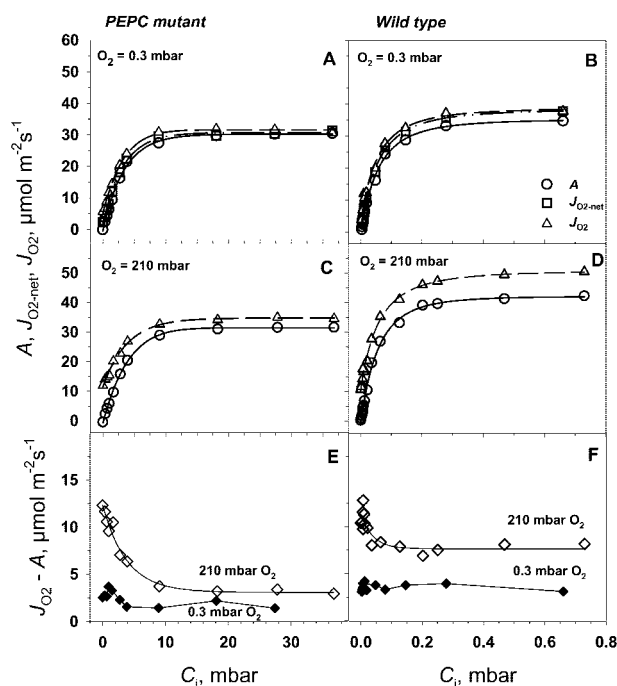 PEPC mutant Wild type
60
50
40
30
20
10
0
O2 = 0.3 mbar
A
O2 = 0.3 mbar
B
A
JO2-net
JO2
50
40
30
20
10
0
O2 = 210 mbar
C
O2 = 210 mbar
D
A, JO2-net, JO2, μmol m-2s-1
15
10
5
0
E
210 mbar O2
0.3 mbar O2
F
210 mbar O2
0.3 mbar O2
JO2 - A, μmol m-2s-1
0 10 20 30
0.0 0.2 0.4 0.6 0.8
Ci, mbar Ci, mbar